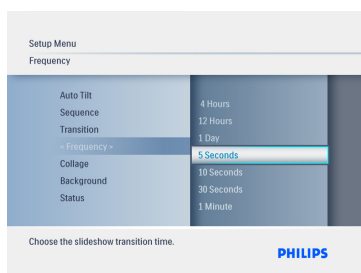 Setup Menu
Frequency
Auto Tilt
Sequence
Transition
< Frequency >
Collage
Background
Status
4 Hours
12 Hours
1 Day
5 Seconds
10 Seconds
30 Seconds
1 Minute
Choose the slideshow transition time.
PHILIPS